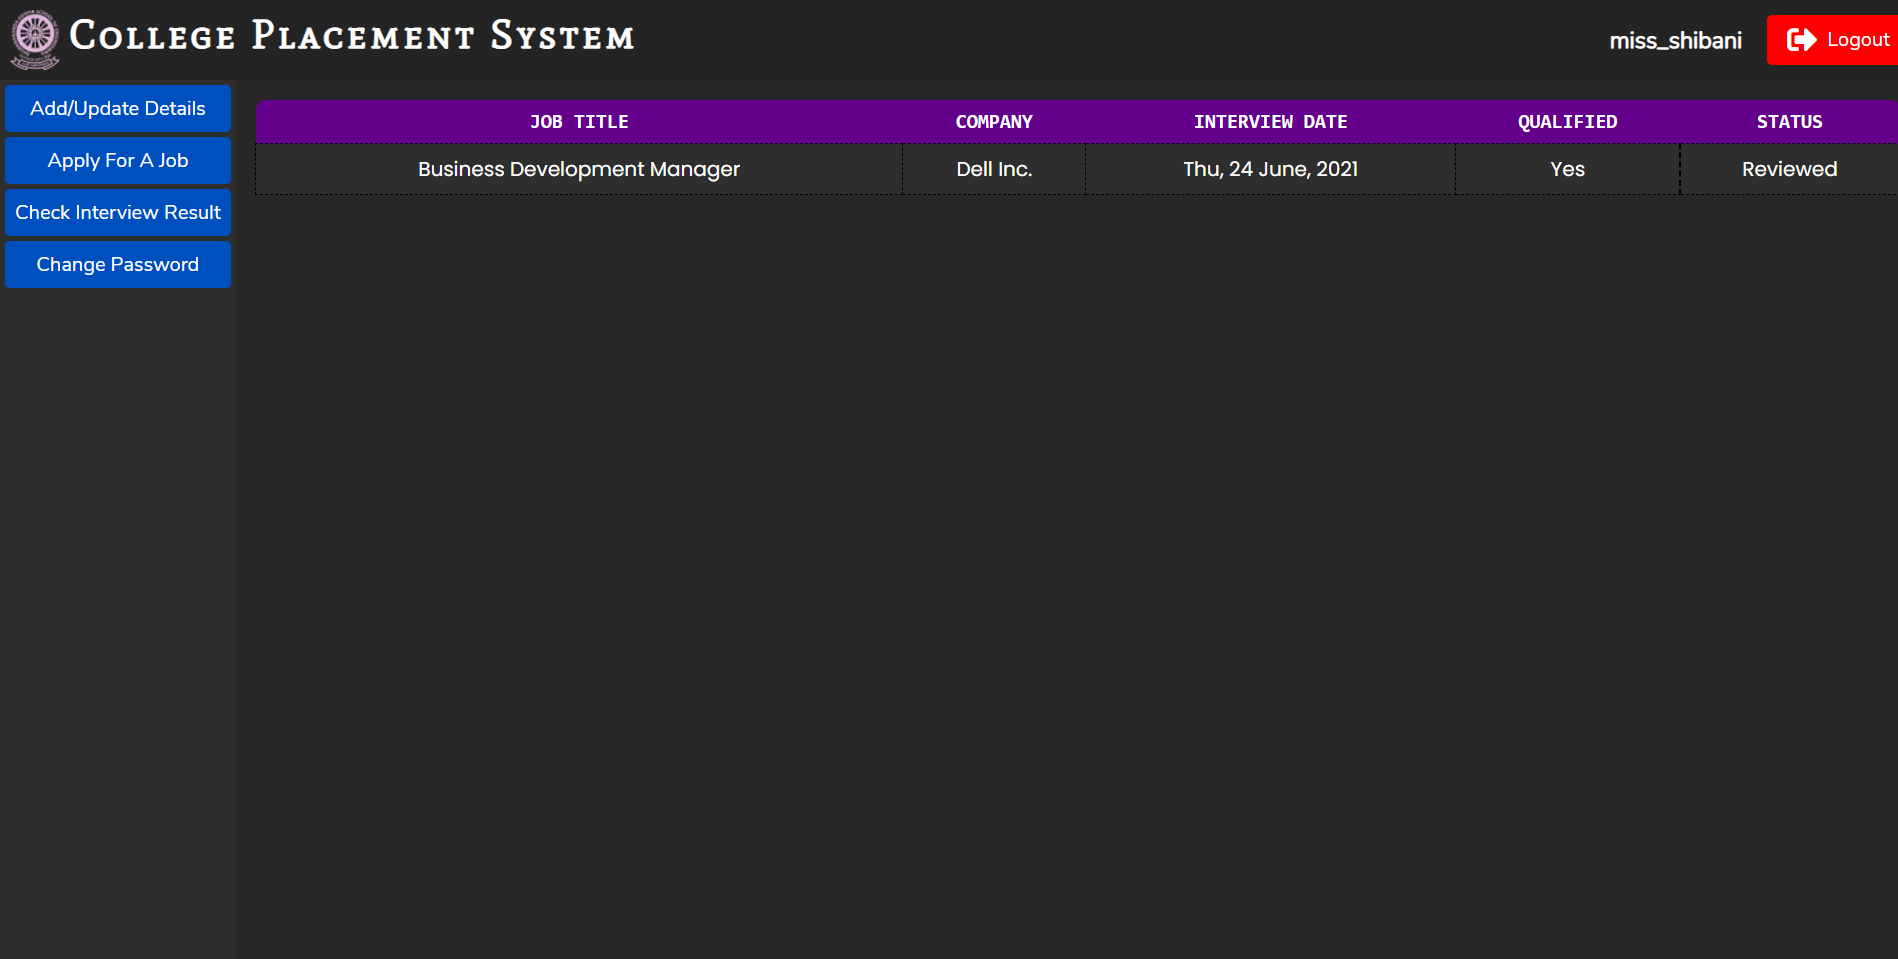 College Placement System
miss_shibani
Logout
Add/Update Details
Apply For A Job
Check Interview Result
Change Password
JOB TITLE COMPANY INTERVIEW DATE QUALIFIED STATUS
Business Development Manager Dell Inc. Thu, 24 June, 2021 Yes Reviewed